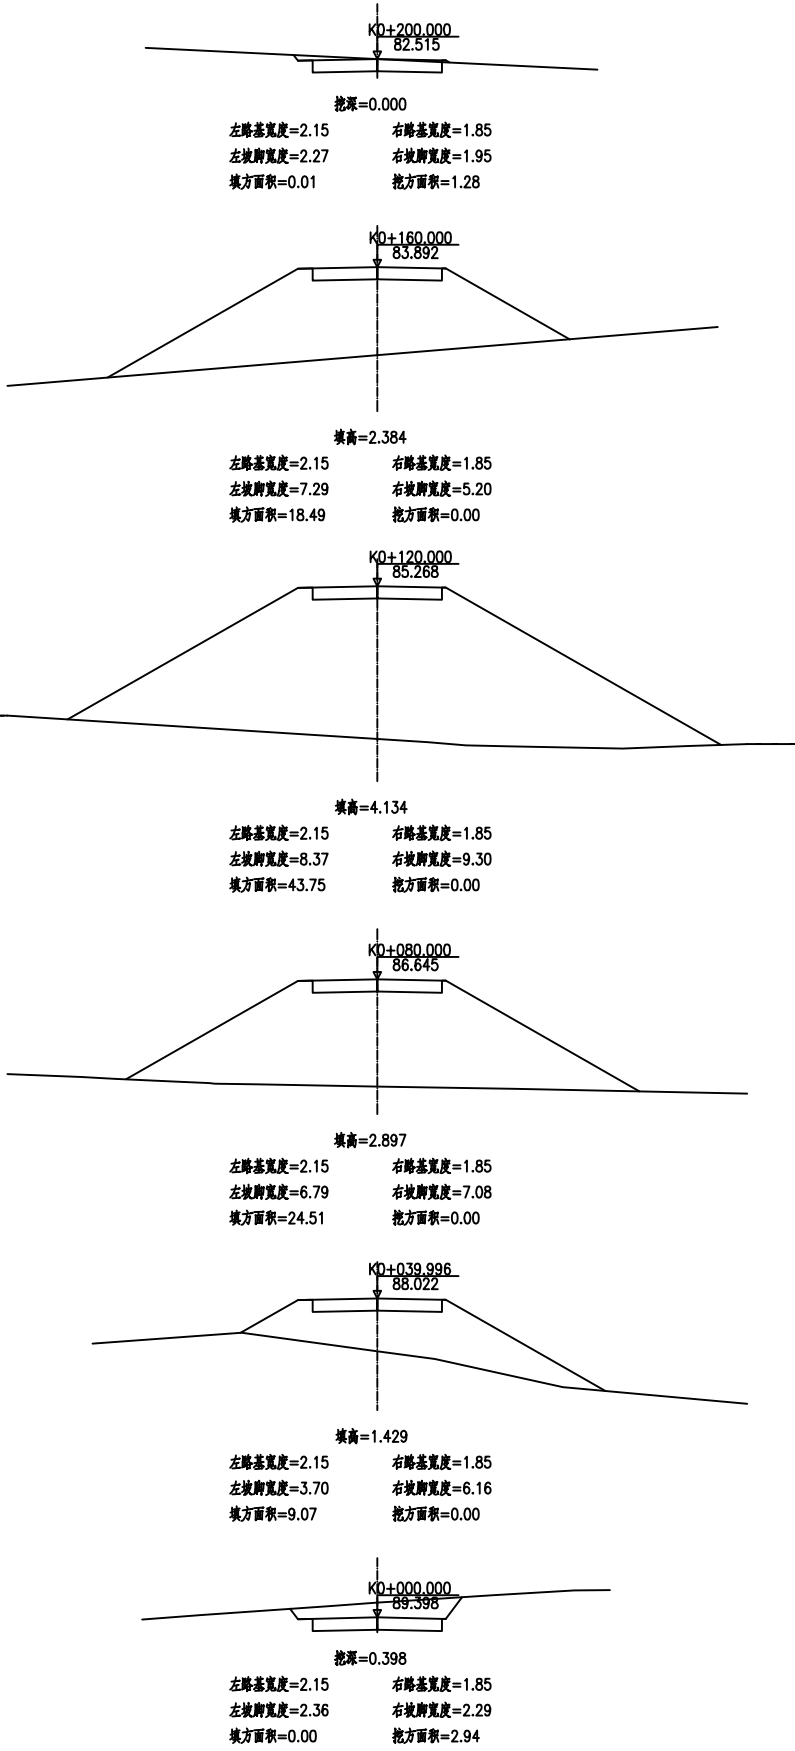 K0+200.000
82.515
挖深=0.000
左路基宽度=2.15 右路基宽度=1.85
左坡脚宽度=2.27 右坡脚宽度=1.95
填方面积=0.01 挖方面积=1.28
K0+160.000
83.892
填高=2.384
左路基宽度=2.15 右路基宽度=1.85
左坡脚宽度=7.29 右坡脚宽度=5.20
填方面积=18.49 挖方面积=0.00
K0+120.000
85.268
填高=4.134
左路基宽度=2.15 右路基宽度=1.85
左坡脚宽度=8.37 右坡脚宽度=9.30
填方面积=43.75 挖方面积=0.00
K0+080.000
86.645
填高=2.897
左路基宽度=2.15 右路基宽度=1.85
左坡脚宽度=6.79 右坡脚宽度=7.08
填方面积=24.51 挖方面积=0.00
K0+039.996
88.022
填高=1.429
左路基宽度=2.15 右路基宽度=1.85
左坡脚宽度=3.70 右坡脚宽度=6.16
填方面积=9.07 挖方面积=0.00
K0+000.000
89.398
挖深=0.398
左路基宽度=2.15 右路基宽度=1.85
左坡脚宽度=2.36 右坡脚宽度=2.29
填方面积=0.00 挖方面积=2.94